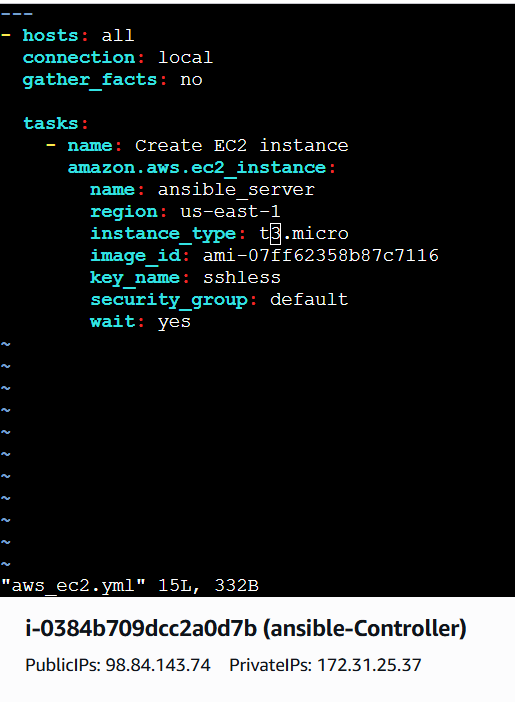 ---
- hosts: all
  connection: local
  gather_facts: no

  tasks:
    - name: Create EC2 instance
      amazon.aws.ec2_instance:
        name: ansible_server
        region: us-east-1
        instance_type: t3.micro
        image_id: ami-07ff62358b87c7116
        key_name: sshless
        security_group: default
        wait: yes
~
~
~
~
~
~
~
~
~
~
~
"aws_ec2.yml" 15L, 332B
i-0384b709dcc2a0d7b (ansible-Controller)
PublicIPs: 98.84.143.74    PrivateIPs: 172.31.25.37